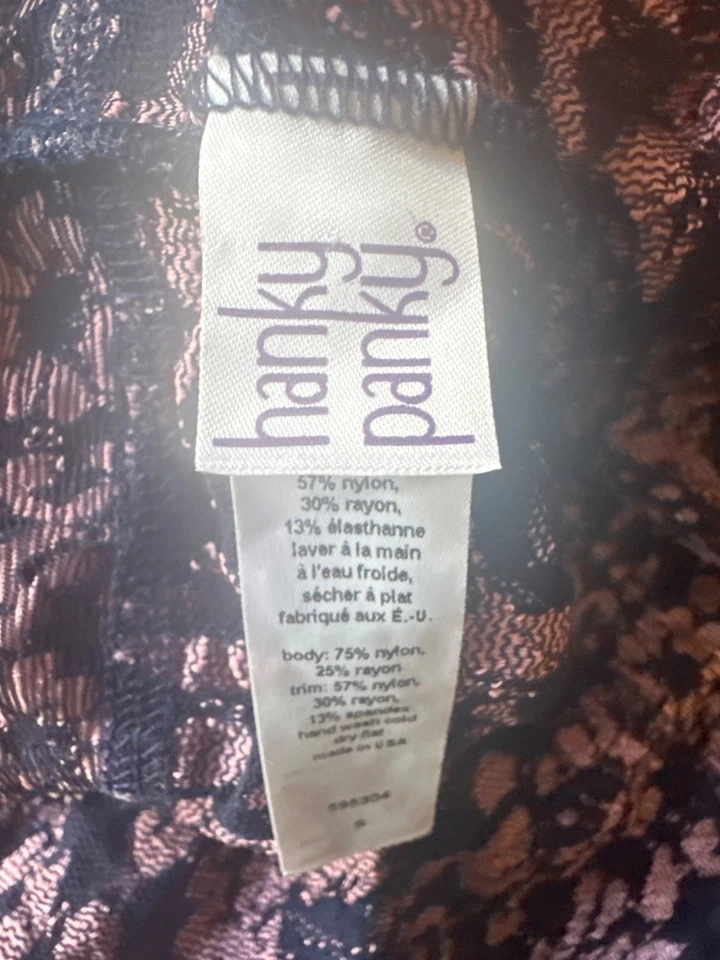 hanky
panky®
57% nylon,
30% rayon,
13% élasthanne
laver à la main
à l'eau froide,
sécher à plat
fabriqué aux É.-U.
body: 75% nylon,
25% rayon
trim: 57% nylon,
30% rayon,
13% spandex
hand wash cold
dry flat
made in USA
595304
S